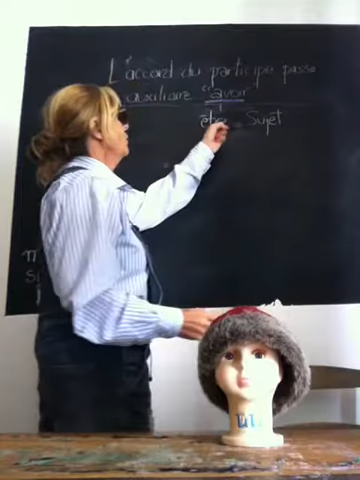 L'accord du participe passé
auxiliaire "avoir"
être = Sujet